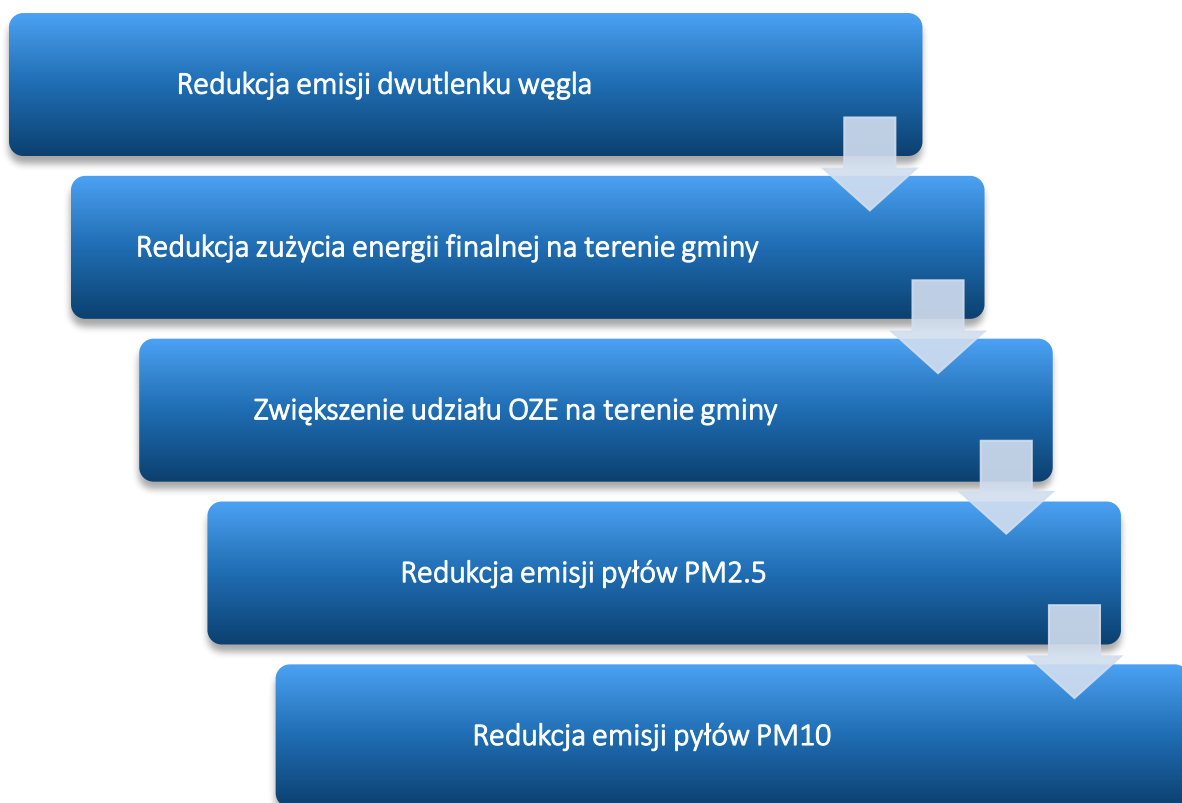 Redukcja emisji dwutlenku węgla
Redukcja zużycia energii finalnej na terenie gminy
Zwiększenie udziału OZE na terenie gminy
Redukcja emisji pyłów PM2.5
Redukcja emisji pyłów PM10